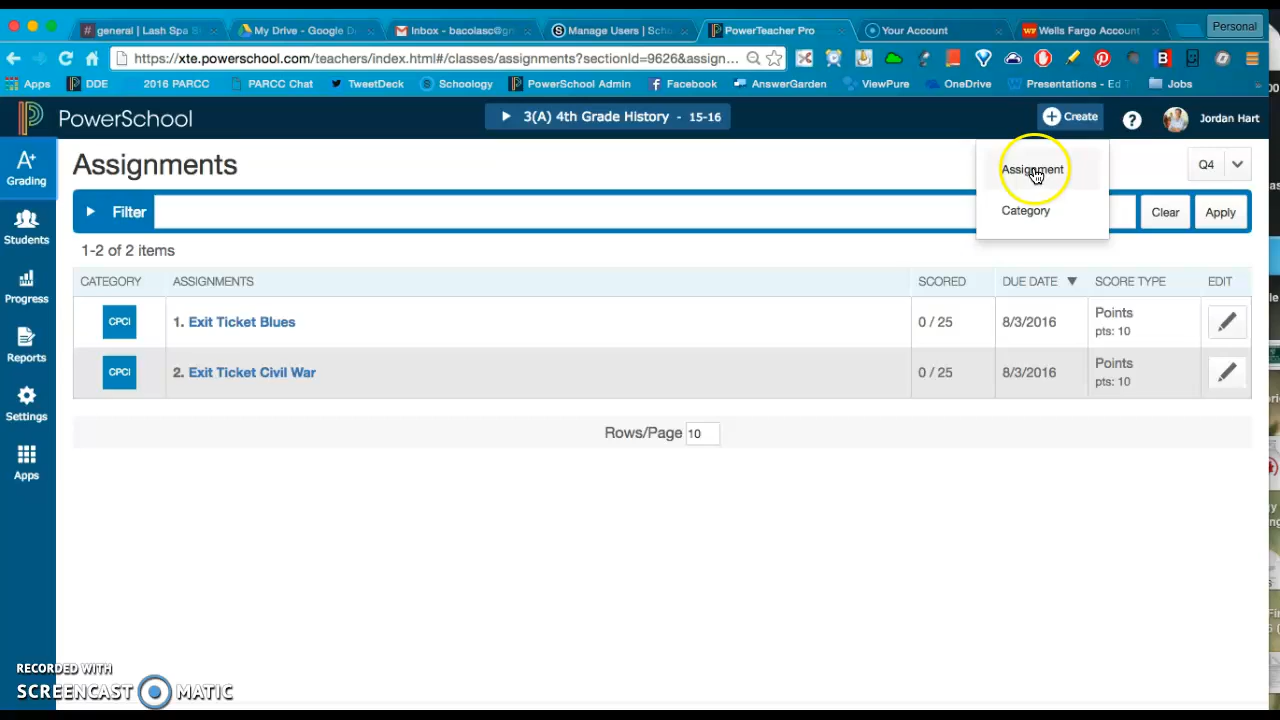 # general | Lash Spa S
My Drive - Google D
Inbox - bacolasc@gr
Manage Users | Scho
PowerTeacher Pro
Your Account
Wells Fargo Account
Personal
https://xte.powerschool.com/teachers/index.html#/classes/assignments?sectionId=9626&assign...
Apps
DDE
2016 PARCC
PARCC Chat
TweetDeck
Schoology
PowerSchool Admin
Facebook
AnswerGarden
ViewPure
OneDrive
Presentations - Ed T
Jobs
PowerSchool
3(A) 4th Grade History - 15-16
Create
?
Jordan Hart
A+
Grading
Students
Progress
Reports
Settings
Apps
Assignments
Assignment
Category
Q4
Filter
Clear
Apply
1-2 of 2 items
CATEGORY ASSIGNMENTS SCORED DUE DATE SCORE TYPE EDIT
CPCI 1. Exit Ticket Blues 0 / 25 8/3/2016 Points
pts: 10
CPCI 2. Exit Ticket Civil War 0 / 25 8/3/2016 Points
pts: 10
Rows/Page 10
RECORDED WITH
SCREENCAST MATIC